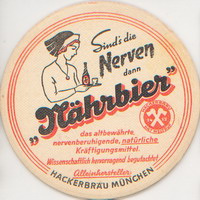 Sind's die
Nerven
dann
„Nährbier"
das altbewährte,
nervenberuhigende, natürliche
Kräftigungsmittel.
Wissenschaftlich hervorragend begutachtet
Alleinhersteller:
HACKERBRÄU MÜNCHEN